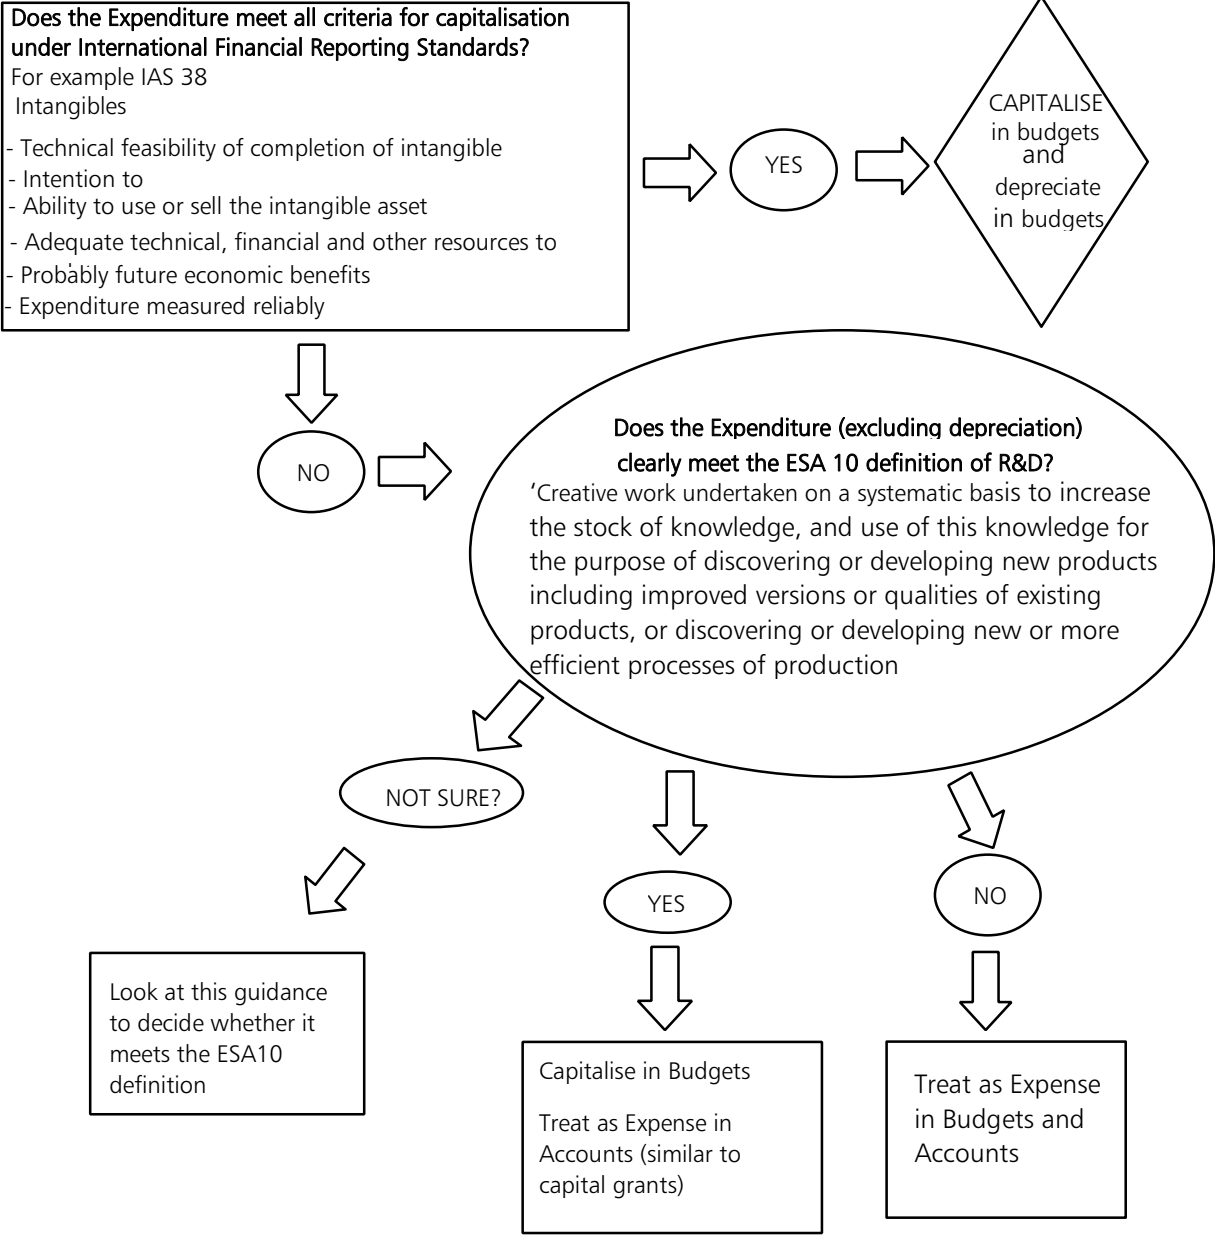 Does the Expenditure meet all criteria for capitalisation
under International Financial Reporting Standards?
For example IAS 38
Intangibles
- Technical feasibility of completion of intangible
- Intention to
- Ability to use or sell the intangible asset
- Adequate technical, financial and other resources to
- Probably future economic benefits
- Expenditure measured reliably
YES
CAPITALISE
in budgets
and
depreciate
in budgets
NO
Does the Expenditure (excluding depreciation)
clearly meet the ESA 10 definition of R&D?
‘Creative work undertaken on a systematic basis to increase
the stock of knowledge, and use of this knowledge for
the purpose of discovering or developing new products
including improved versions or qualities of existing
products, or discovering or developing new or more
efficient processes of production
NOT SURE?
YES
NO
Look at this guidance
to decide whether it
meets the ESA10
definition
Capitalise in Budgets
Treat as Expense in
Accounts (similar to
capital grants)
Treat as Expense
in Budgets and
Accounts